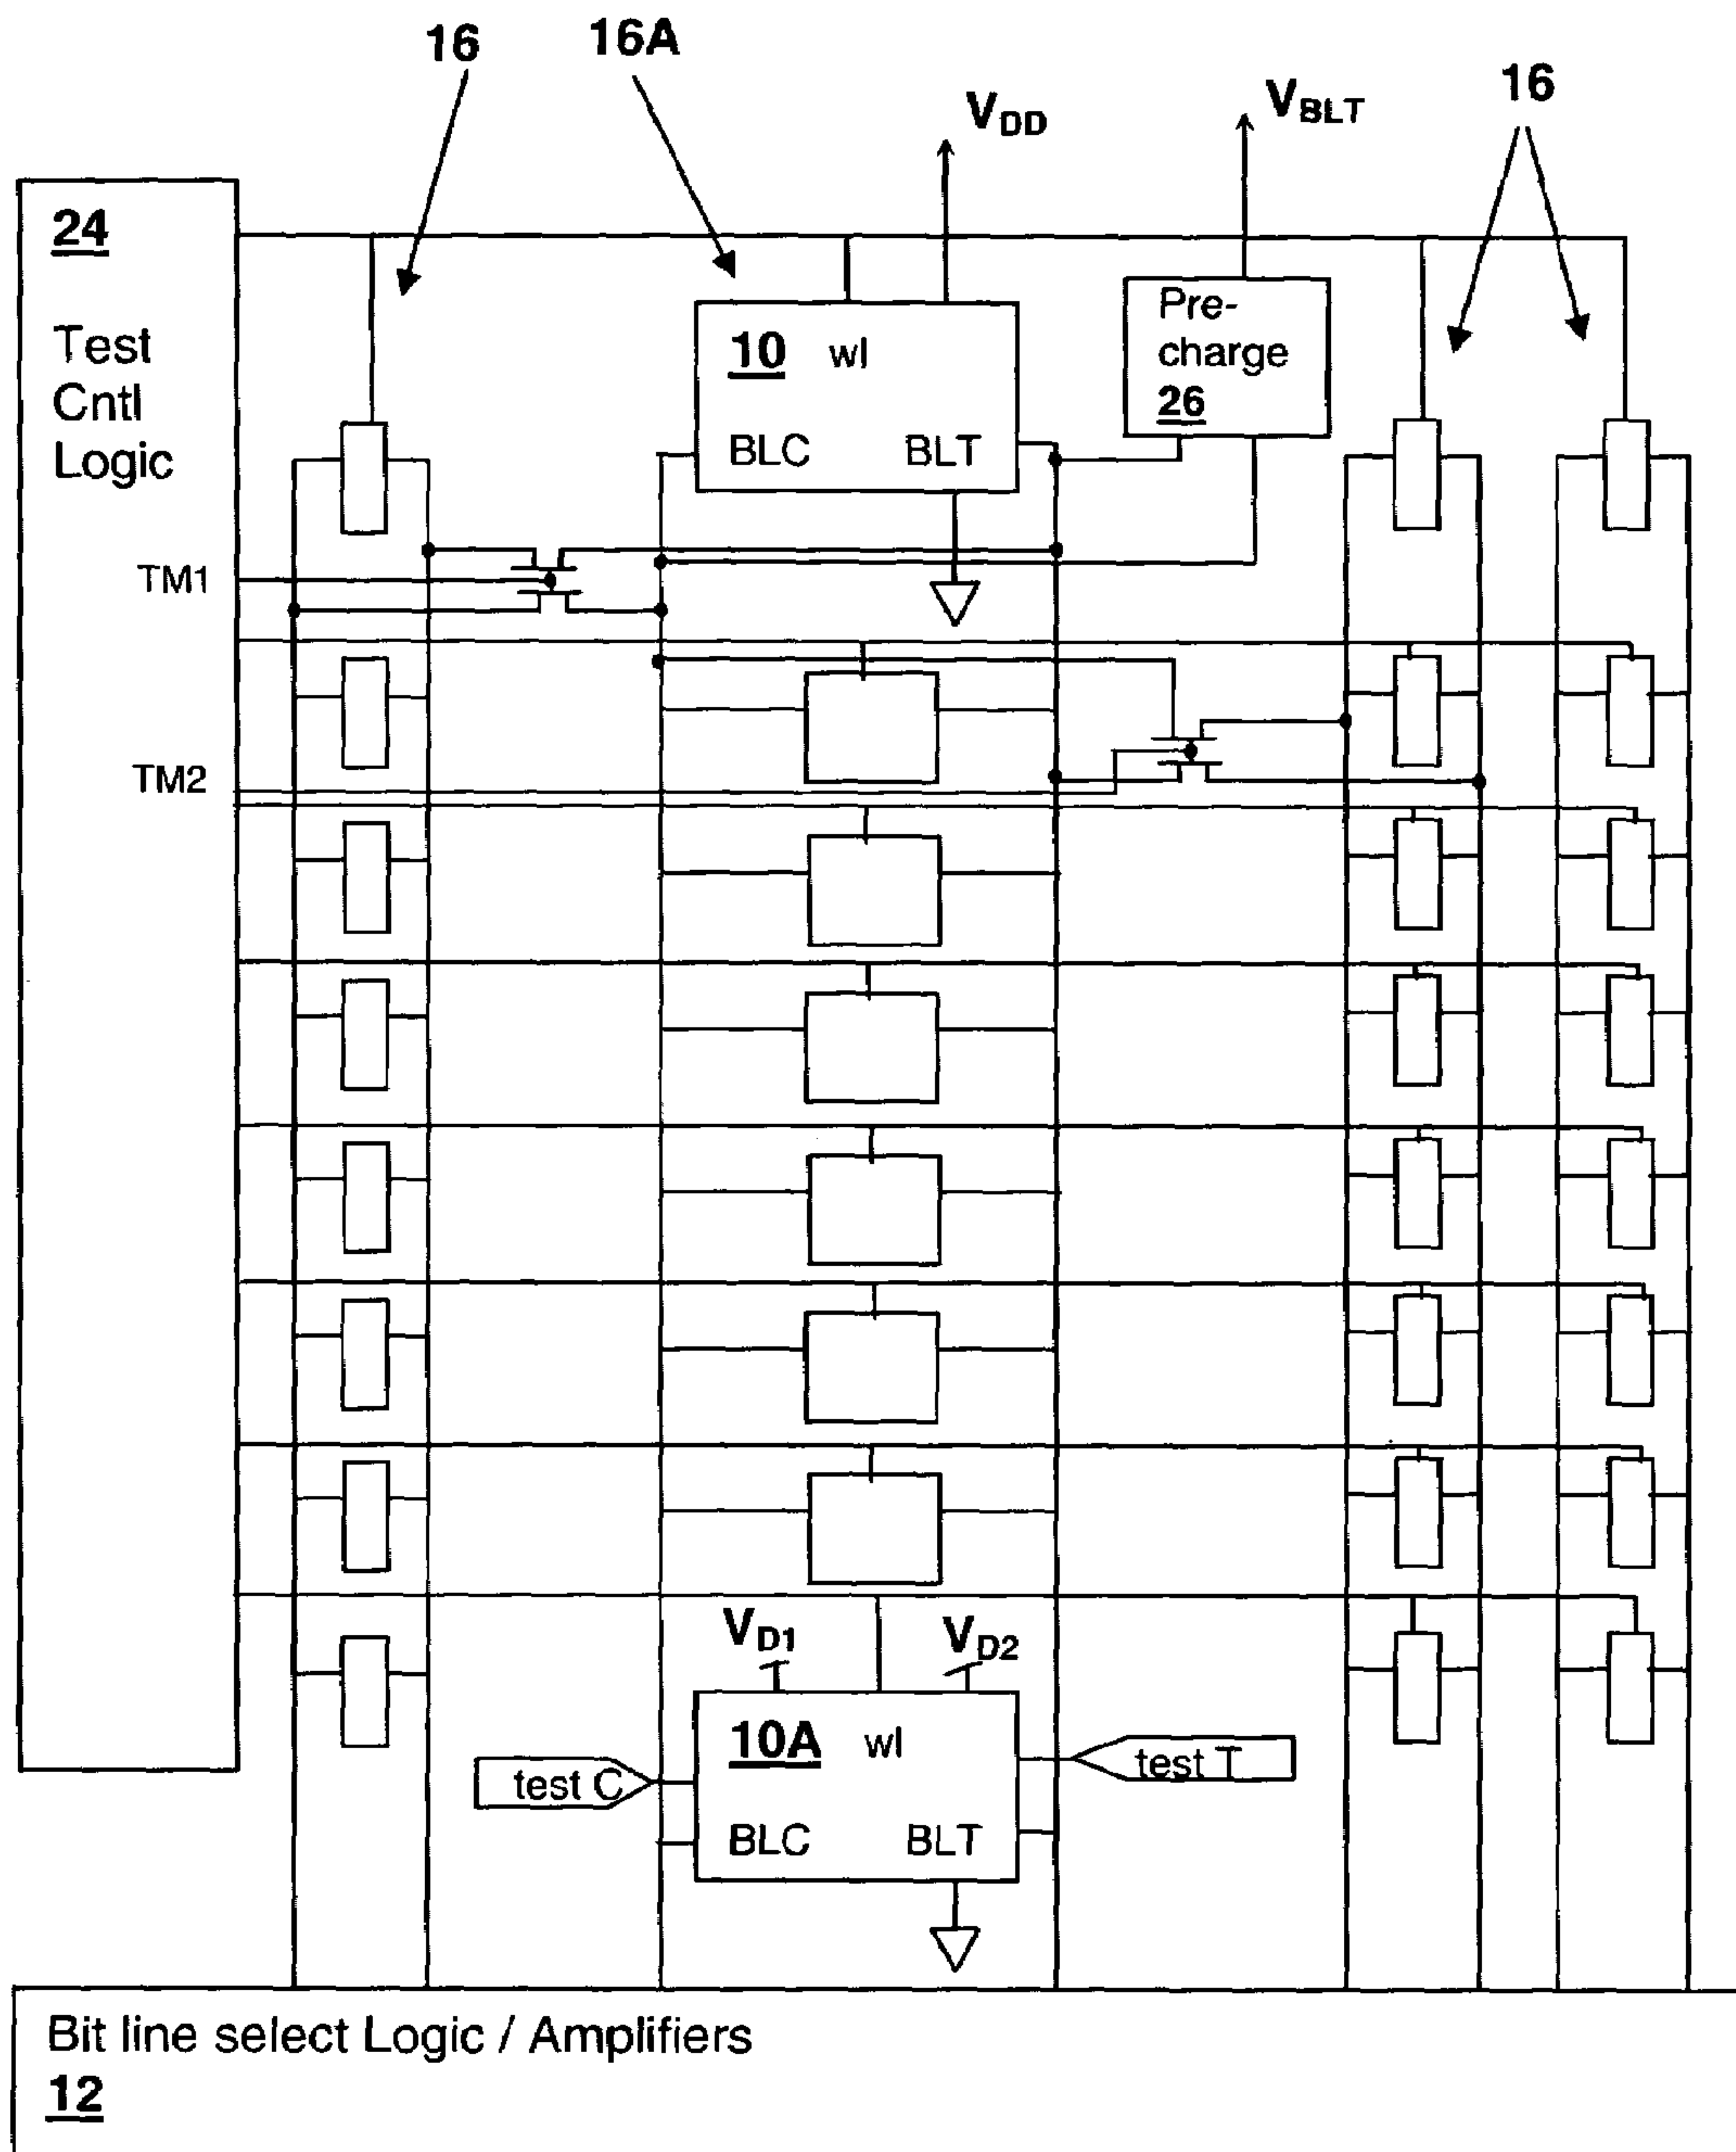 16
16A
VDD
VBLT
16
24
Test
Cntl
Logic
10 wl
BLC BLT
Pre-
charge
26
TM1
TM2
VD1
VD2
10A wl
test C
test T
BLC BLT
Bit line select Logic / Amplifiers
12